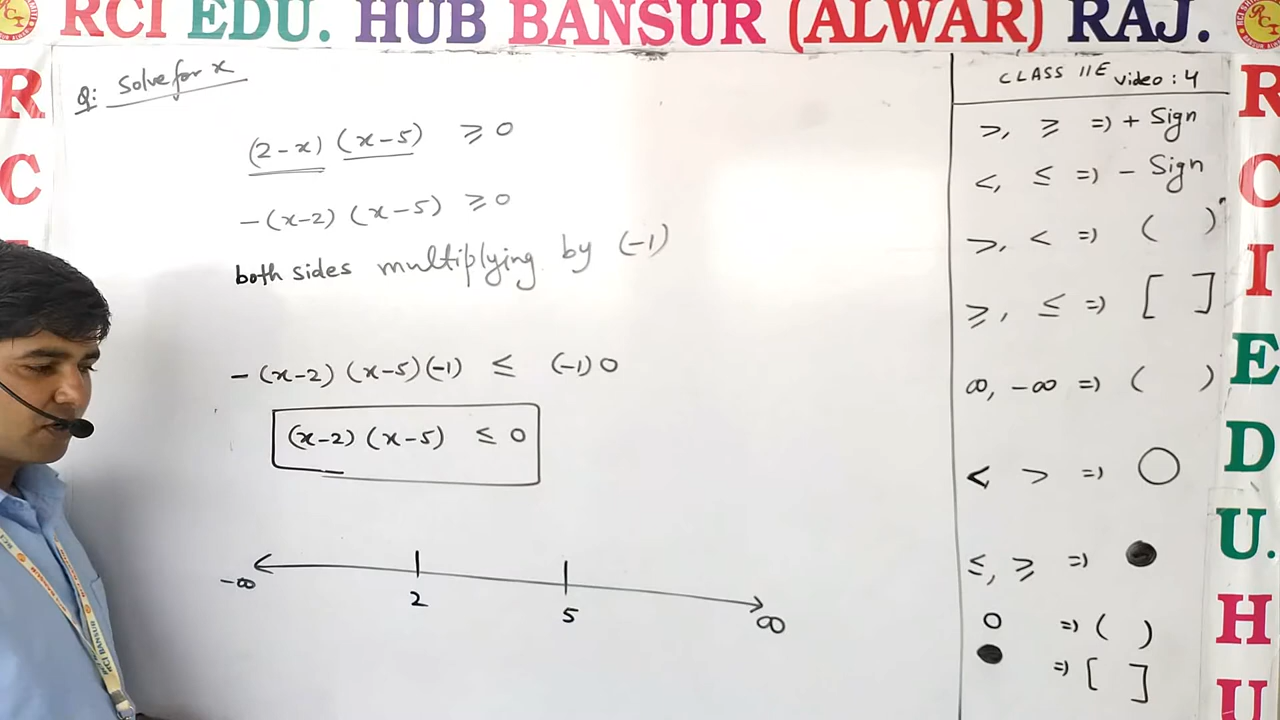 RCI EDU. HUB BANSUR (ALWAR) RAJ.
Q: Solve for x
(2-x) (x-5) ≥ 0
-(x-2) (x-5) ≥ 0
both sides multiplying by (-1)
-(x-2) (x-5)(-1) ≤ (-1)0
(x-2) (x-5) ≤ 0
-∞ 2 5 ∞
CLASS 11E video: 4
>, ≥ => + Sign
<, ≤ => - Sign
>, < => ( )
≥, ≤ => [ ]
∞, -∞ => ( )
< > => ○
≤, ≥ => ●
○ => ( )
● => [ ]
R
C
R
C
I
E
D
U.
H
U